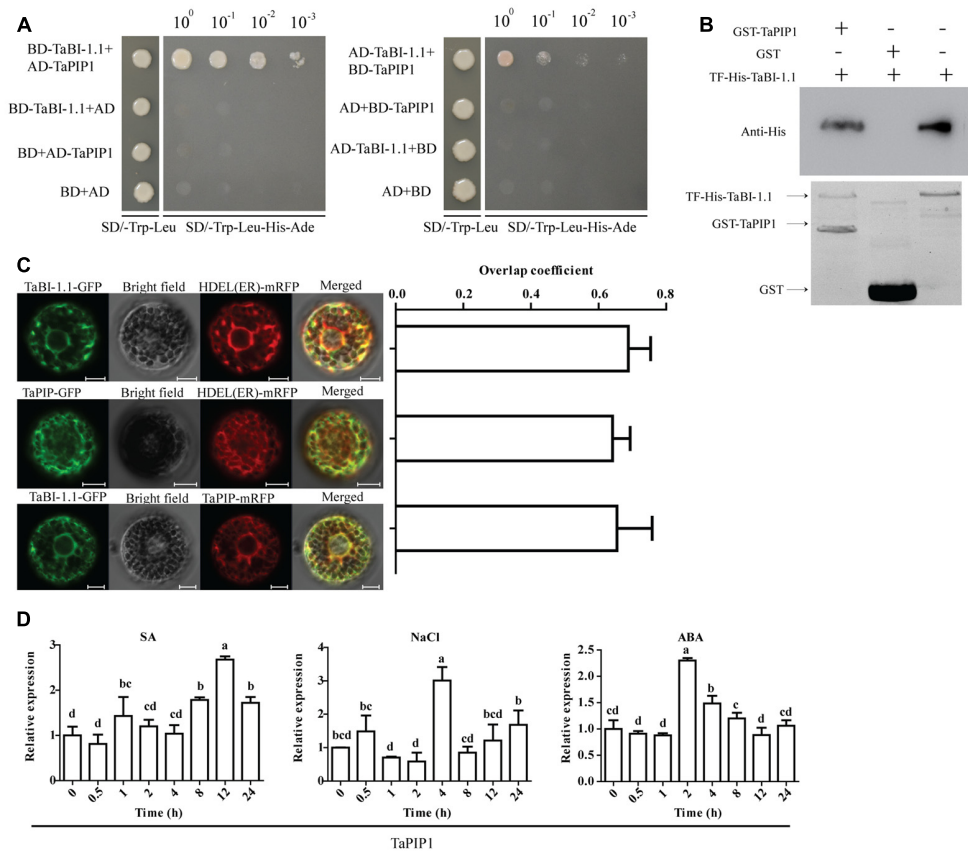 A
10^0 10^-1 10^-2 10^-3
BD-TaBI-1.1+
AD-TaPIP1
BD-TaBI-1.1+AD
BD+AD-TaPIP1
BD+AD
SD/-Trp-Leu SD/-Trp-Leu-His-Ade
10^0 10^-1 10^-2 10^-3
AD-TaBI-1.1+
BD-TaPIP1
AD+BD-TaPIP1
AD-TaBI-1.1+BD
AD+BD
SD/-Trp-Leu SD/-Trp-Leu-His-Ade
B
GST-TaPIP1 + - -
GST - + -
TF-His-TaBI-1.1 + + +
Anti-His
TF-His-TaBI-1.1
GST-TaPIP1
GST
C
TaBI-1.1-GFP Bright field HDEL(ER)-mRFP Merged
TaPIP-GFP Bright field HDEL(ER)-mRFP Merged
TaBI-1.1-GFP Bright field TaPIP-mRFP Merged
Overlap coefficient
0.0 0.2 0.4 0.6 0.8
D
SA
Relative expression
3
2
1
0
d d bc cd cd b a b
0 0.5 1 2 4 8 12 24
Time (h)
NaCl
Relative expression
4
3
2
1
0
bcd bc d d a cd bcd b
0 0.5 1 2 4 8 12 24
Time (h)
ABA
Relative expression
2.5
2.0
1.5
1.0
0.5
0.0
cd d d a b c d cd
0 0.5 1 2 4 8 12 24
Time (h)
TaPIP1